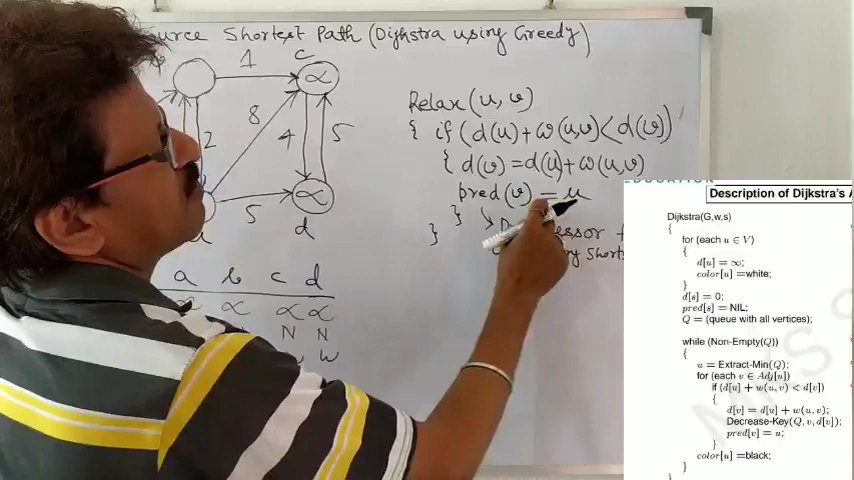 ource Shortest Path (Dijkstra using Greedy)
1
c
∝
8
2
4
5
5
∝
d
Relax(u, v)
{ if (d(u) + w(u,v) < d(v))
{ d(v) = d(u) + w(u,v)
pred(v) = u
}
}
a b c d
∝ ∝ ∝
N N
W
EDUCATION
Description of Dijkstra's A
Dijkstra(G,w,s)
{
for (each u ∈ V)
{
d[u] = ∞;
color[u] =white;
}
d[s] = 0;
pred[s] = NIL;
Q = (queue with all vertices);
while (Non-Empty(Q))
{
u = Extract-Min(Q);
for (each v ∈ Adj[u])
if (d[u] + w(u, v) < d[v])
{
d[v] = d[u] + w(u, v);
Decrease-Key(Q, v, d[v]);
pred[v] = u;
}
color[u] =black;
}
{